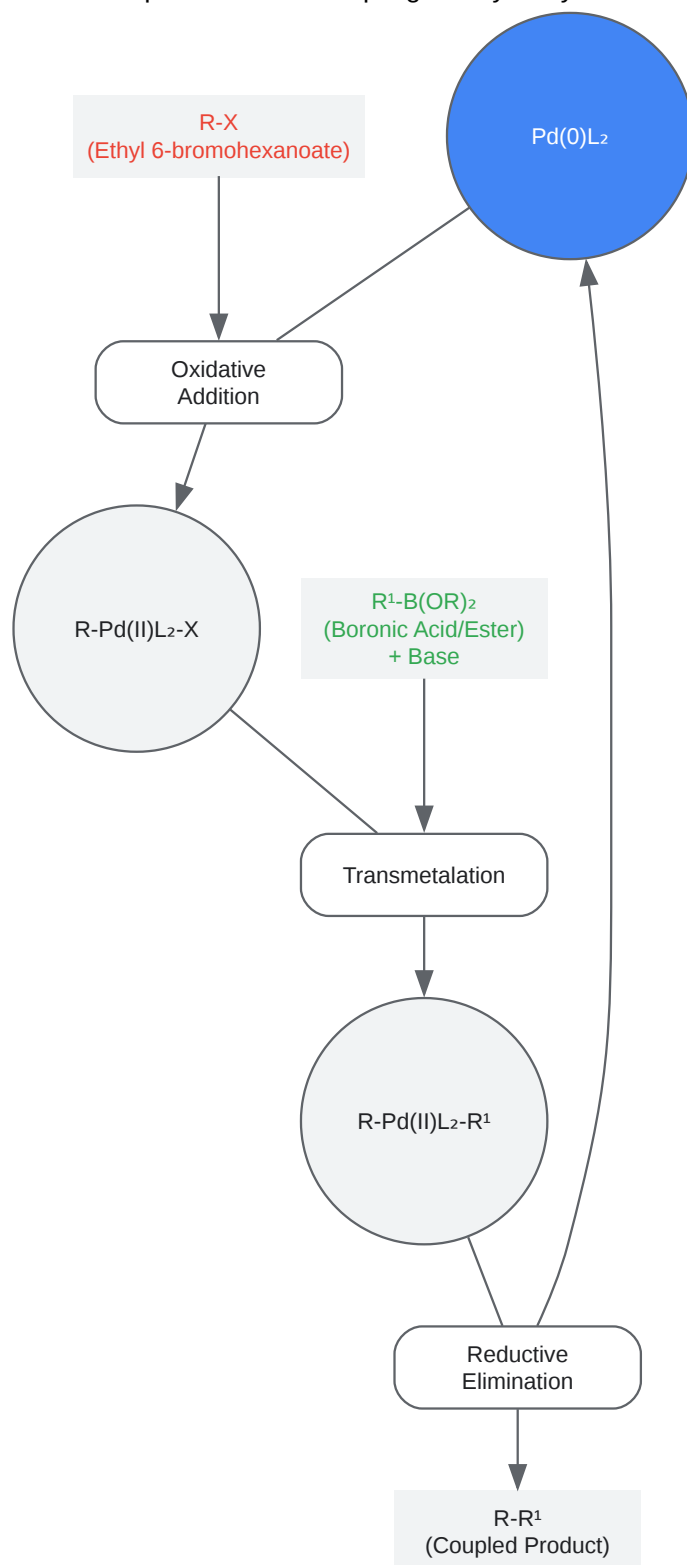 R-X
(Ethyl 6-bromohexanoate)
Pd(0)L₂
Oxidative
Addition
R-Pd(II)L₂-X
R¹-B(OR)₂
(Boronic Acid/Ester)
+ Base
Transmetalation
R-Pd(II)L₂-R¹
Reductive
Elimination
R-R¹
(Coupled Product)